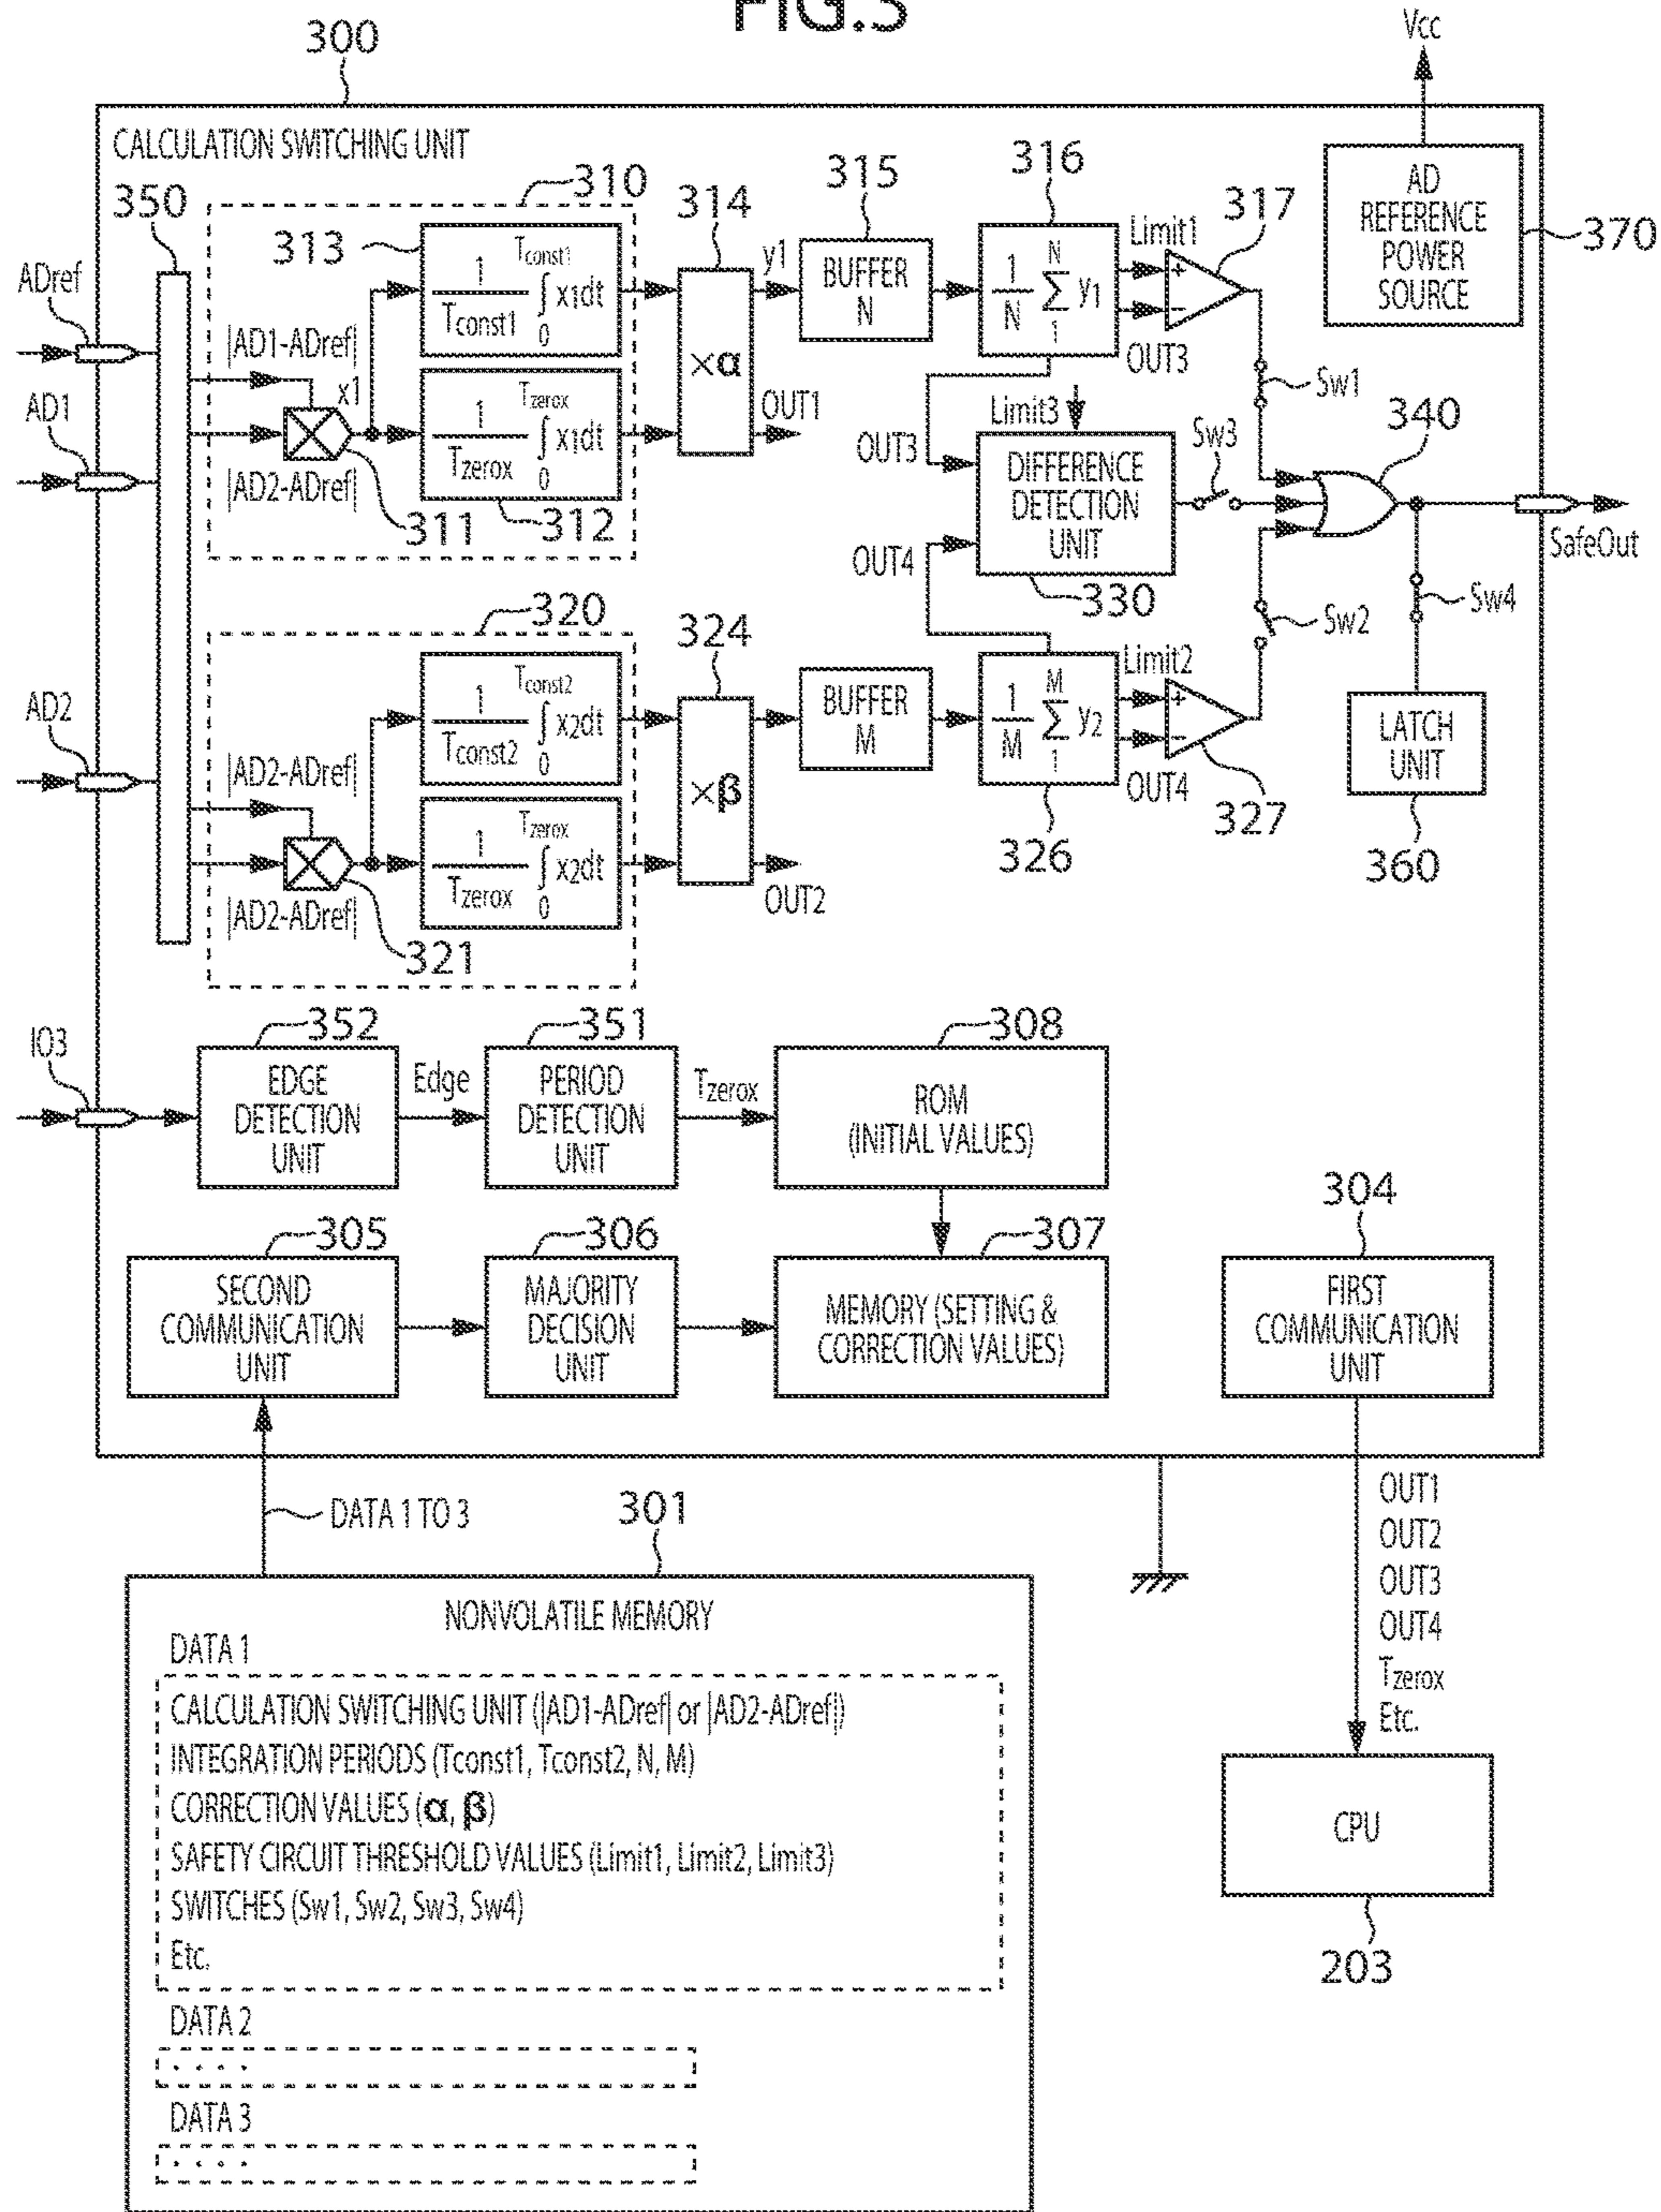 FIG.3
300
Vcc
CALCULATION SWITCHING UNIT
350
310
313
1
Tconst1
Tconst1
∫
0
x1dt
314
×α
y1
315
BUFFER
N
316
1
N
N
Σ
1
y1
Limit1
+
−
317
OUT3
AD
REFERENCE
POWER
SOURCE
370
ADref
AD1
|AD1-ADref|
x1
|AD2-ADref|
311
1
Tzerox
Tzerox
∫
0
x1dt
312
OUT1
OUT3
Limit3
DIFFERENCE
DETECTION
UNIT
330
OUT4
Sw3
Sw1
340
SafeOut
Sw4
Sw2
LATCH
UNIT
360
AD2
320
|AD2-ADref|
|AD2-ADref|
321
1
Tconst2
Tconst2
∫
0
x2dt
1
Tzerox
Tzerox
∫
0
x2dt
324
×β
OUT2
BUFFER
M
1
M
M
Σ
1
y2
326
Limit2
+
−
OUT4
327
IO3
352
EDGE
DETECTION
UNIT
Edge
351
PERIOD
DETECTION
UNIT
Tzerox
308
ROM
(INITIAL VALUES)
305
SECOND
COMMUNICATION
UNIT
306
MAJORITY
DECISION
UNIT
307
MEMORY (SETTING &
CORRECTION VALUES)
304
FIRST
COMMUNICATION
UNIT
DATA 1 TO 3
301
OUT1
OUT2
OUT3
OUT4
Tzerox
Etc.
CPU
203
NONVOLATILE MEMORY
DATA 1
CALCULATION SWITCHING UNIT (|AD1-ADref| or |AD2-ADref|)
INTEGRATION PERIODS (Tconst1, Tconst2, N, M)
CORRECTION VALUES (α, β)
SAFETY CIRCUIT THRESHOLD VALUES (Limit1, Limit2, Limit3)
SWITCHES (Sw1, Sw2, Sw3, Sw4)
Etc.
DATA 2
. . . .
DATA 3
. . . .